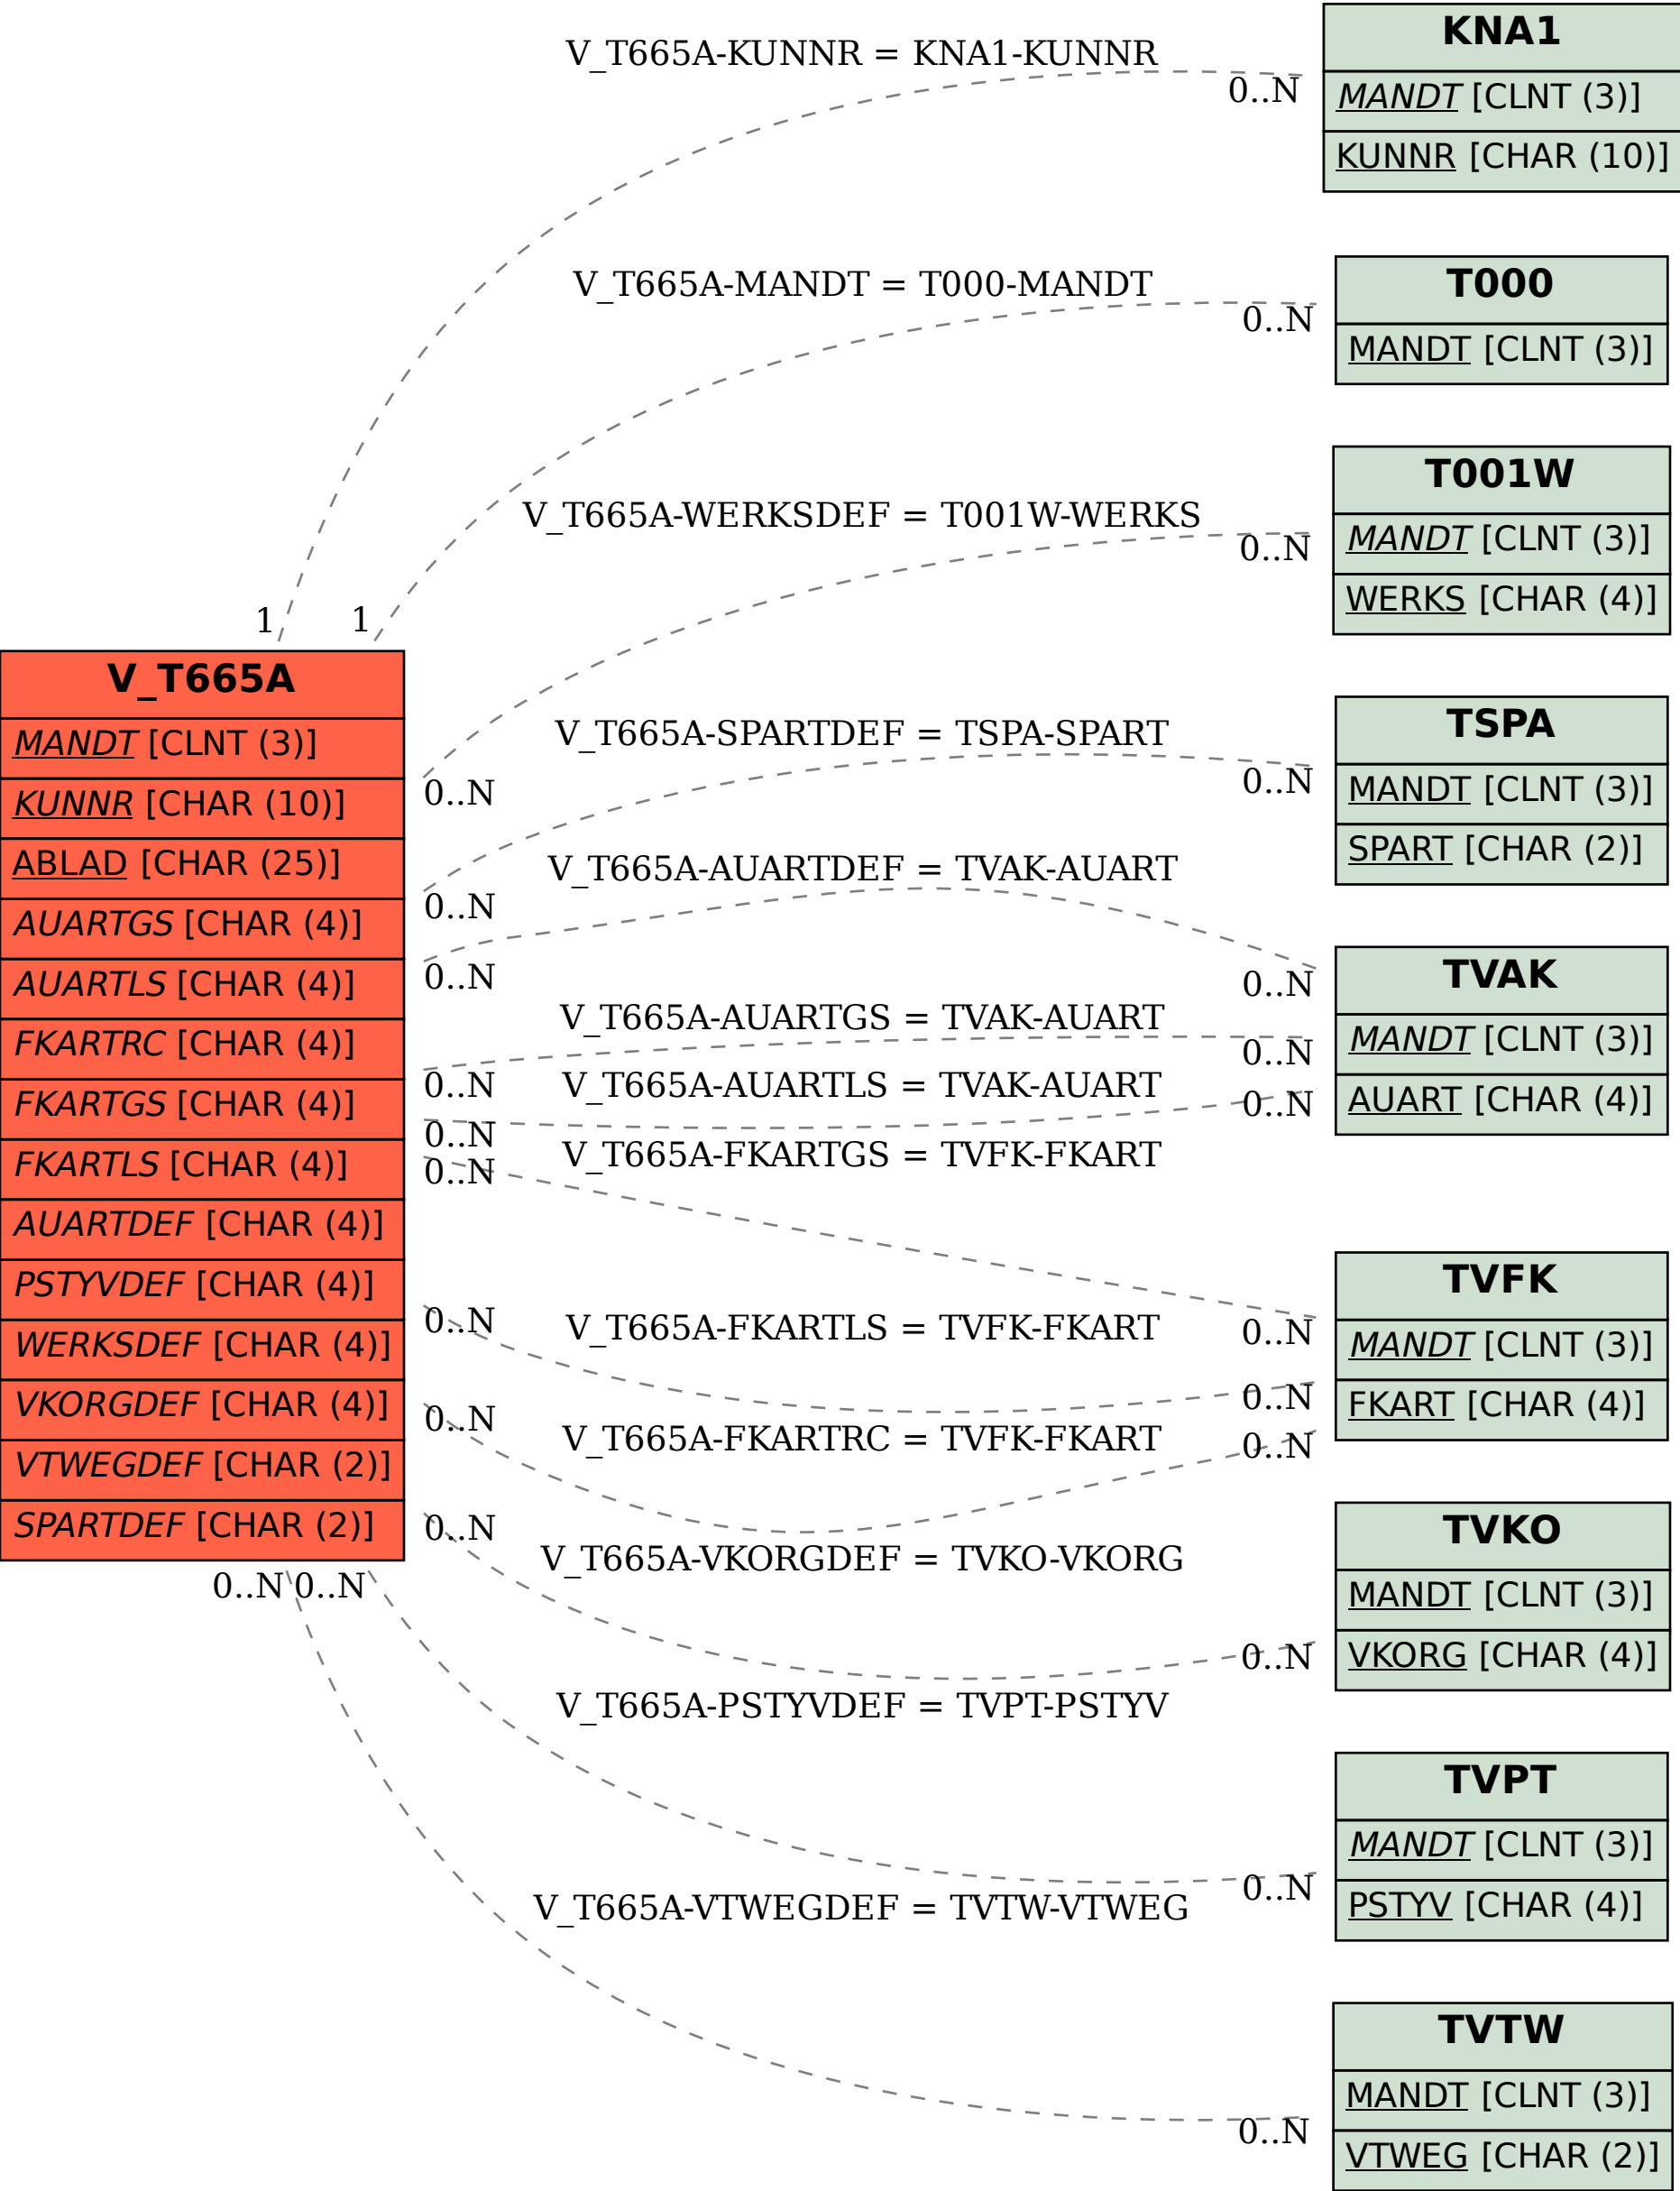 KNA1
MANDT [CLNT (3)]
KUNNR [CHAR (10)]
V_T665A-KUNNR = KNA1-KUNNR
0..N
1
T000
MANDT [CLNT (3)]
V_T665A-MANDT = T000-MANDT
0..N
1
T001W
MANDT [CLNT (3)]
WERKS [CHAR (4)]
V_T665A-WERKSDEF = T001W-WERKS
0..N
0..N
V_T665A
MANDT [CLNT (3)]
KUNNR [CHAR (10)]
ABLAD [CHAR (25)]
AUARTGS [CHAR (4)]
AUARTLS [CHAR (4)]
FKARTRC [CHAR (4)]
FKARTGS [CHAR (4)]
FKARTLS [CHAR (4)]
AUARTDEF [CHAR (4)]
PSTYVDEF [CHAR (4)]
WERKSDEF [CHAR (4)]
VKORGDEF [CHAR (4)]
VTWEGDEF [CHAR (2)]
SPARTDEF [CHAR (2)]
V_T665A-SPARTDEF = TSPA-SPART
0..N
0..N
TSPA
MANDT [CLNT (3)]
SPART [CHAR (2)]
V_T665A-AUARTDEF = TVAK-AUART
0..N
0..N
V_T665A-AUARTGS = TVAK-AUART
0..N
0..N
V_T665A-AUARTLS = TVAK-AUART
0..N
0..N
TVAK
MANDT [CLNT (3)]
AUART [CHAR (4)]
V_T665A-FKARTGS = TVFK-FKART
0..N
0..N
V_T665A-FKARTLS = TVFK-FKART
0..N
0..N
V_T665A-FKARTRC = TVFK-FKART
0..N
0..N
TVFK
MANDT [CLNT (3)]
FKART [CHAR (4)]
V_T665A-VKORGDEF = TVKO-VKORG
0..N
0..N
TVKO
MANDT [CLNT (3)]
VKORG [CHAR (4)]
V_T665A-PSTYVDEF = TVPT-PSTYV
0..N
0..N
TVPT
MANDT [CLNT (3)]
PSTYV [CHAR (4)]
V_T665A-VTWEGDEF = TVTW-VTWEG
0..N
0..N
TVTW
MANDT [CLNT (3)]
VTWEG [CHAR (2)]